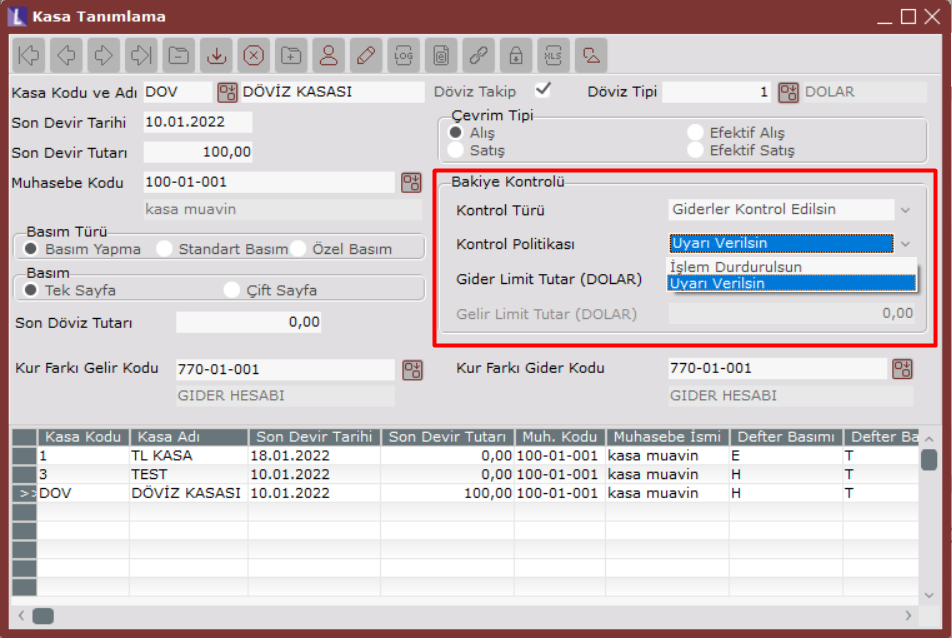 Kasa Tanımlama
LOG
XLS
Kasa Kodu ve Adı DOV DÖVİZ KASASI Döviz Takip Döviz Tipi 1 DOLAR
Son Devir Tarihi 10.01.2022
Çevrim Tipi
Alış Efektif Alış
Satış Efektif Satış
Son Devir Tutarı 100,00
Muhasebe Kodu 100-01-001
kasa muavin
Bakiye Kontrolü
Kontrol Türü Giderler Kontrol Edilsin
Kontrol Politikası Uyarı Verilsin
İşlem Durdurulsun
Uyarı Verilsin
Gider Limit Tutar (DOLAR)
Gelir Limit Tutar (DOLAR) 0,00
Basım Türü
Basım Yapma Standart Basım Özel Basım
Basım
Tek Sayfa Çift Sayfa
Son Döviz Tutarı 0,00
Kur Farkı Gelir Kodu 770-01-001 Kur Farkı Gider Kodu 770-01-001
GIDER HESABI GIDER HESABI
Kasa Kodu Kasa Adı Son Devir Tarihi Son Devir Tutarı Muh. Kodu Muhasebe İsmi Defter Basımı Defter Ba
1 TL KASA 18.01.2022 0,00 100-01-001 kasa muavin E T
3 TEST 10.01.2022 0,00 100-01-001 kasa muavin H T
>> DOV DÖVİZ KASASI 10.01.2022 100,00 100-01-001 kasa muavin H T